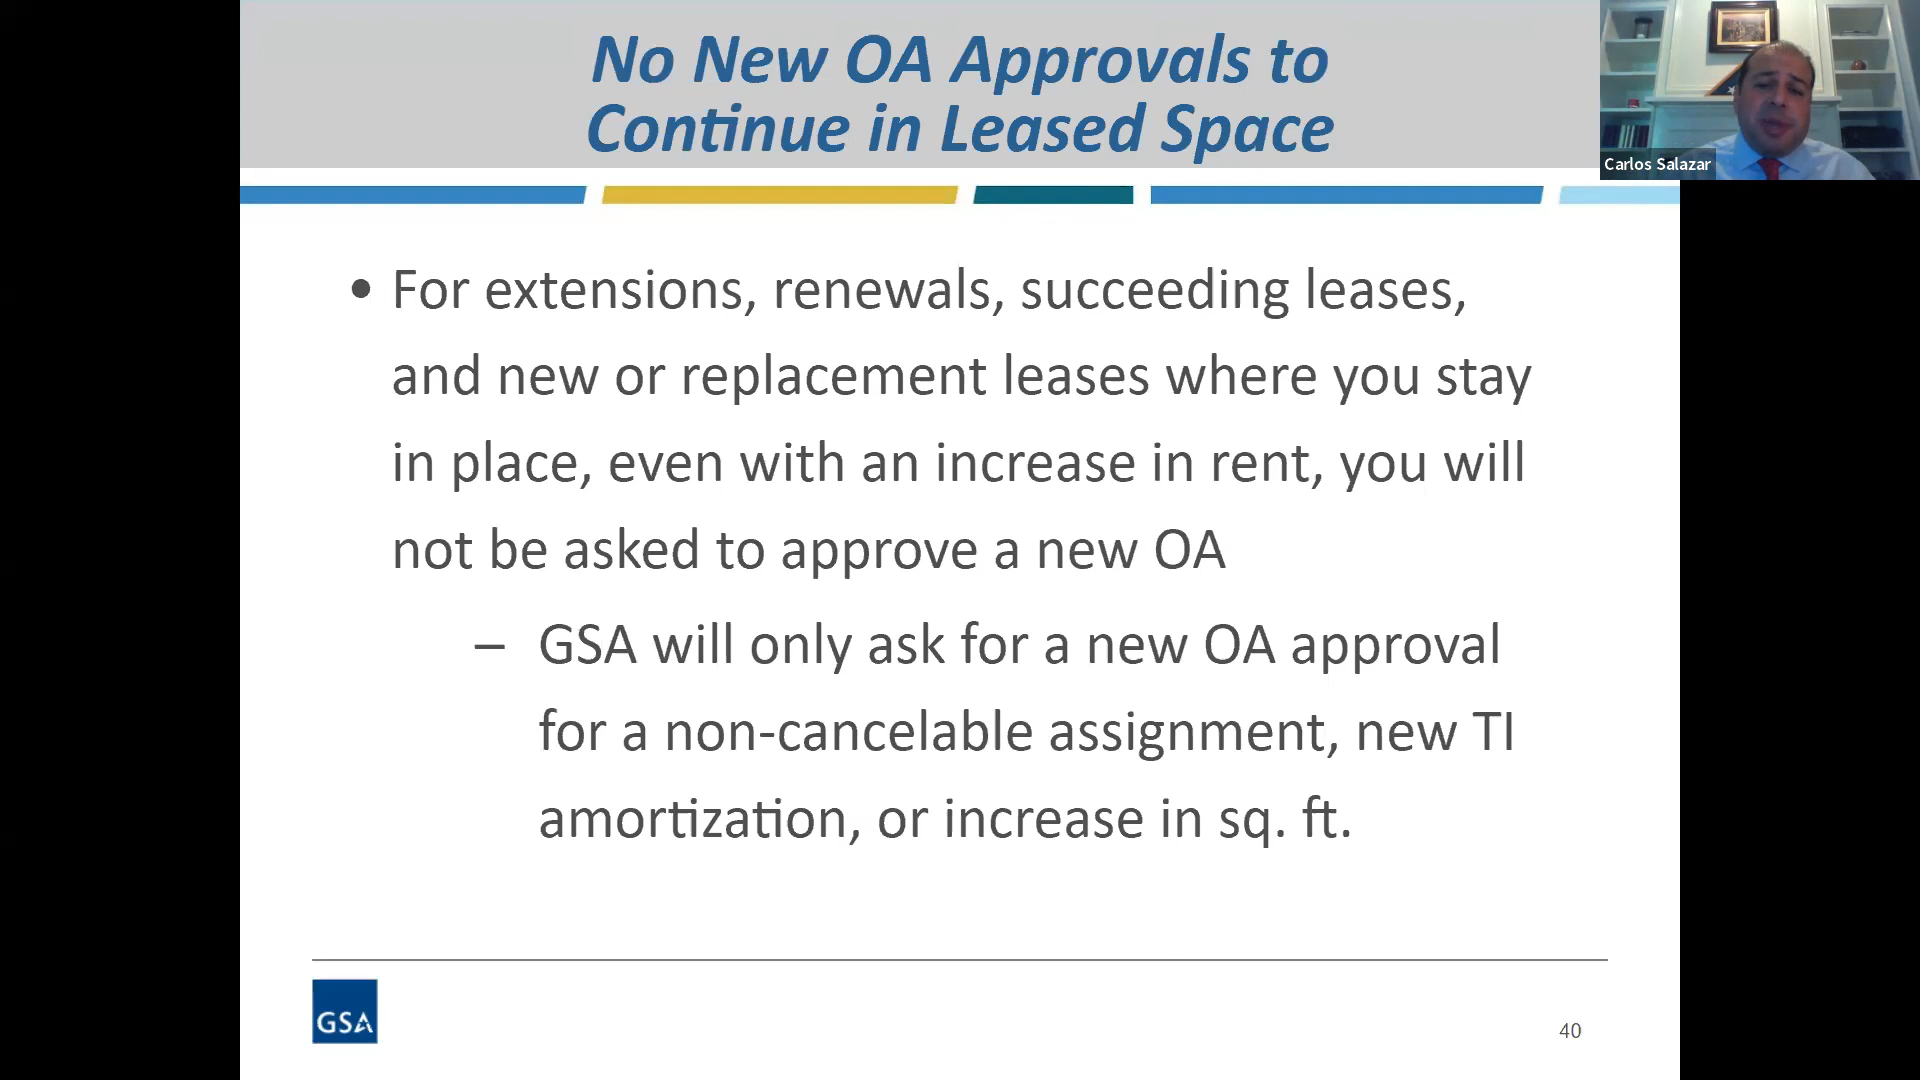 No New OA Approvals to
Continue in Leased Space
Carlos Salazar
• For extensions, renewals, succeeding leases,
and new or replacement leases where you stay
in place, even with an increase in rent, you will
not be asked to approve a new OA
– GSA will only ask for a new OA approval
for a non-cancelable assignment, new TI
amortization, or increase in sq. ft.
GSA
40